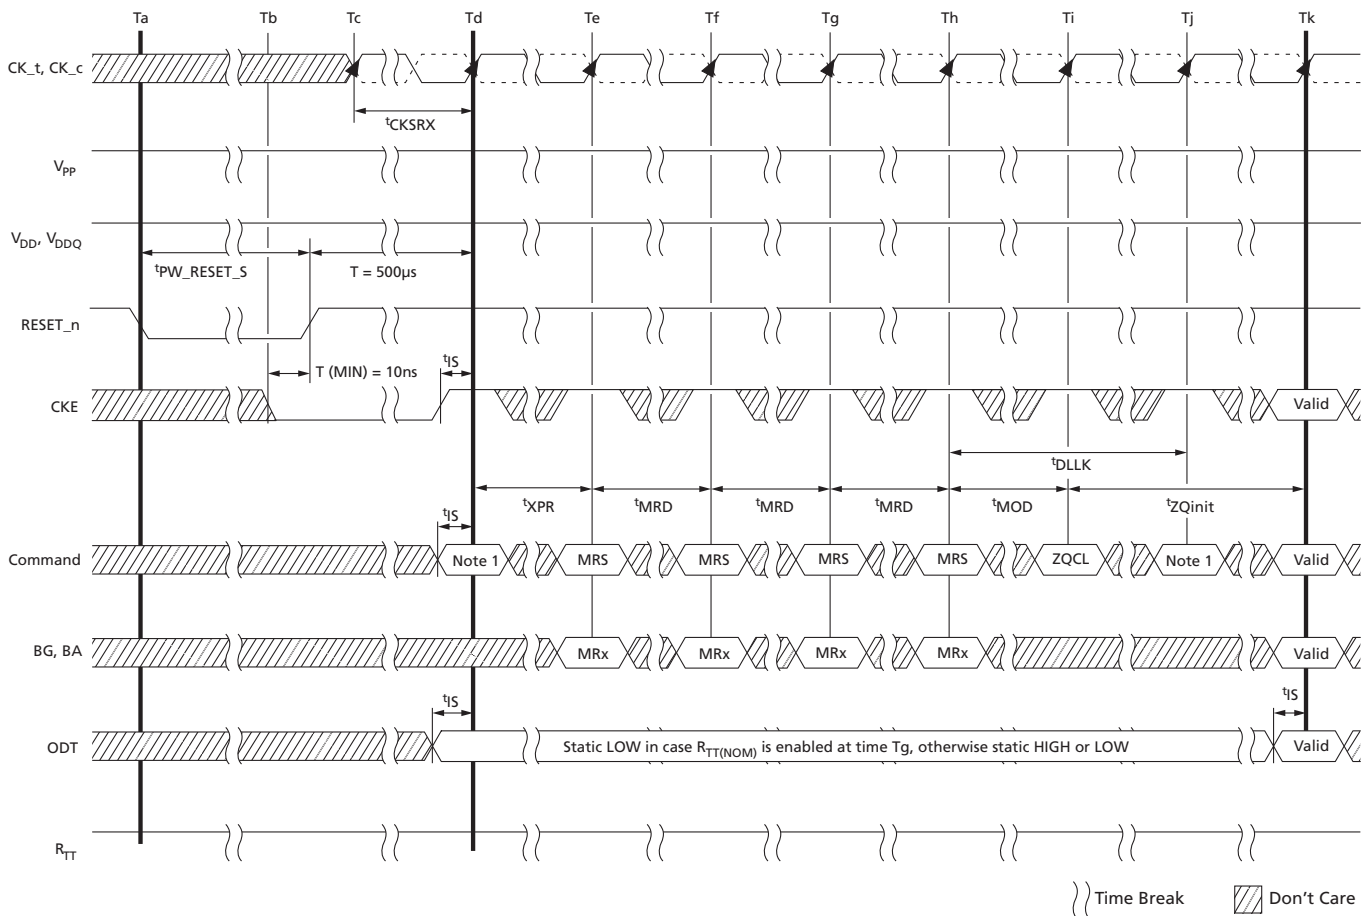 Ta Tb Tc Td Te Tf Tg Th Ti Tj Tk
CK_t, CK_c
tCKSRX
VPP
VDD, VDDQ
tPW_RESET_S T = 500μs
RESET_n
T (MIN) = 10ns tIS
CKE Valid
tDLLK
tXPR tMRD tMRD tMRD tMOD tZQinit
tIS
Command Note 1 MRS MRS MRS MRS ZQCL Note 1 Valid
BG, BA MRx MRx MRx MRx Valid
tIS tIS
ODT Static LOW in case RTT(NOM) is enabled at time Tg, otherwise static HIGH or LOW Valid
RTT
Time Break Don't Care